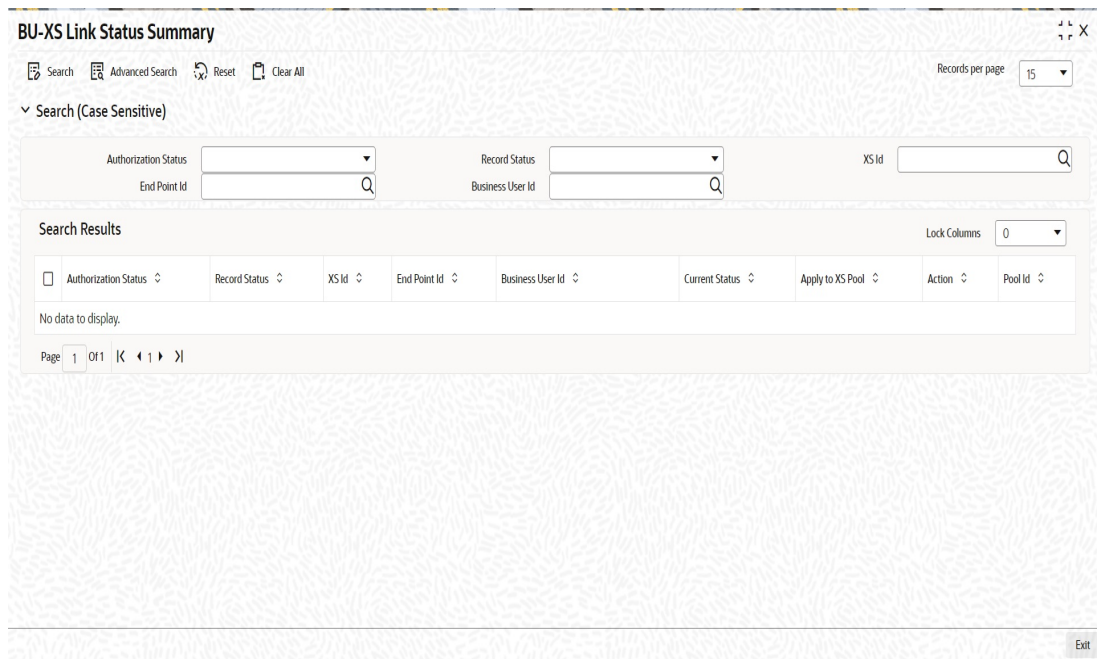 BU-XS Link Status Summary
Search Advanced Search Reset Clear All Records per page 15
Search (Case Sensitive)
Authorization Status Record Status XS Id
End Point Id Business User Id
Search Results Lock Columns 0
Authorization Status Record Status XS Id End Point Id Business User Id Current Status Apply to XS Pool Action Pool Id
No data to display.
Page 1 Of 1 1
Exit